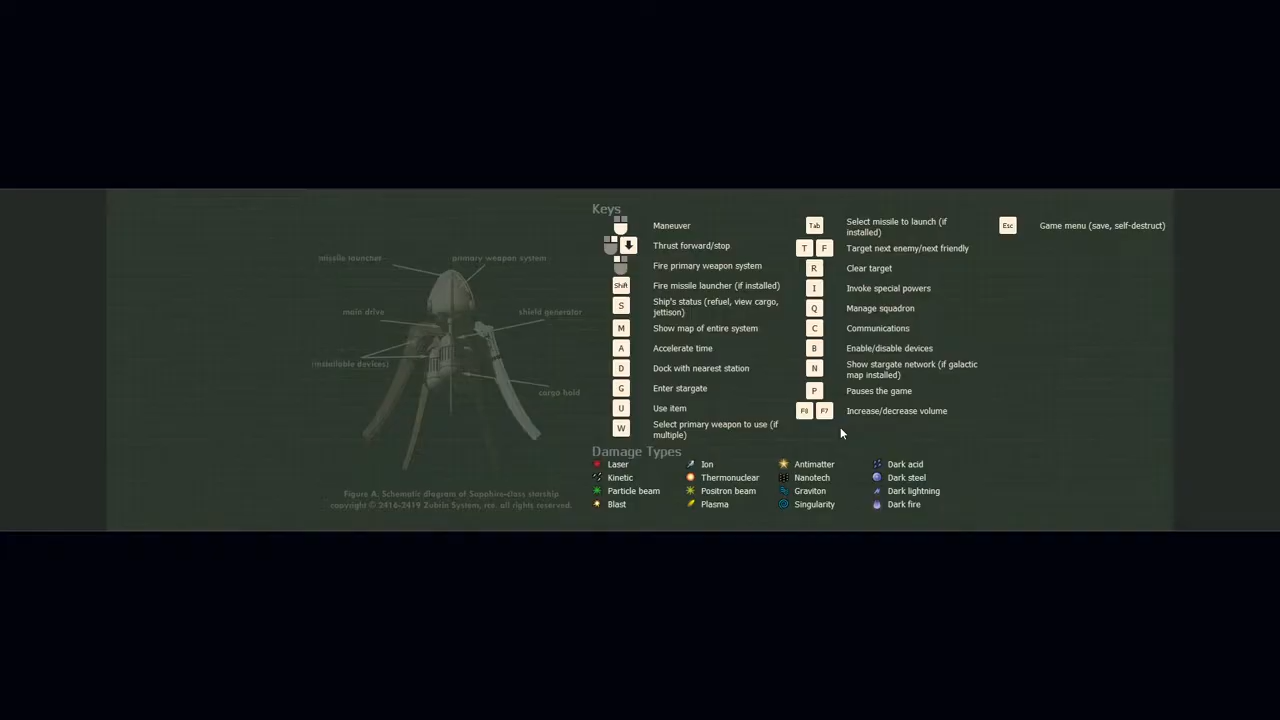 Keys
Maneuver
Thrust forward/stop
Fire primary weapon system
Shift
Fire missile launcher (if installed)
S
Ship's status (refuel, view cargo,
jettison)
M
Show map of entire system
A
Accelerate time
D
Dock with nearest station
G
Enter stargate
U
Use item
W
Select primary weapon to use (if
multiple)
Tab
Select missile to launch (if
installed)
T F
Target next enemy/next friendly
R
Clear target
I
Invoke special powers
Q
Manage squadron
C
Communications
B
Enable/disable devices
N
Show stargate network (if galactic
map installed)
P
Pauses the game
F8 F7
Increase/decrease volume
Esc
Game menu (save, self-destruct)
missile launcher
primary weapon system
main drive
shield generator
(installable devices)
cargo hold
Figure A. Schematic diagram of Sapphire-class starship
copyright © 2416-2419 Zubrin System, res. all rights reserved.
Damage Types
Laser
Kinetic
Particle beam
Blast
Ion
Thermonuclear
Positron beam
Plasma
Antimatter
Nanotech
Graviton
Singularity
Dark acid
Dark steel
Dark lightning
Dark fire